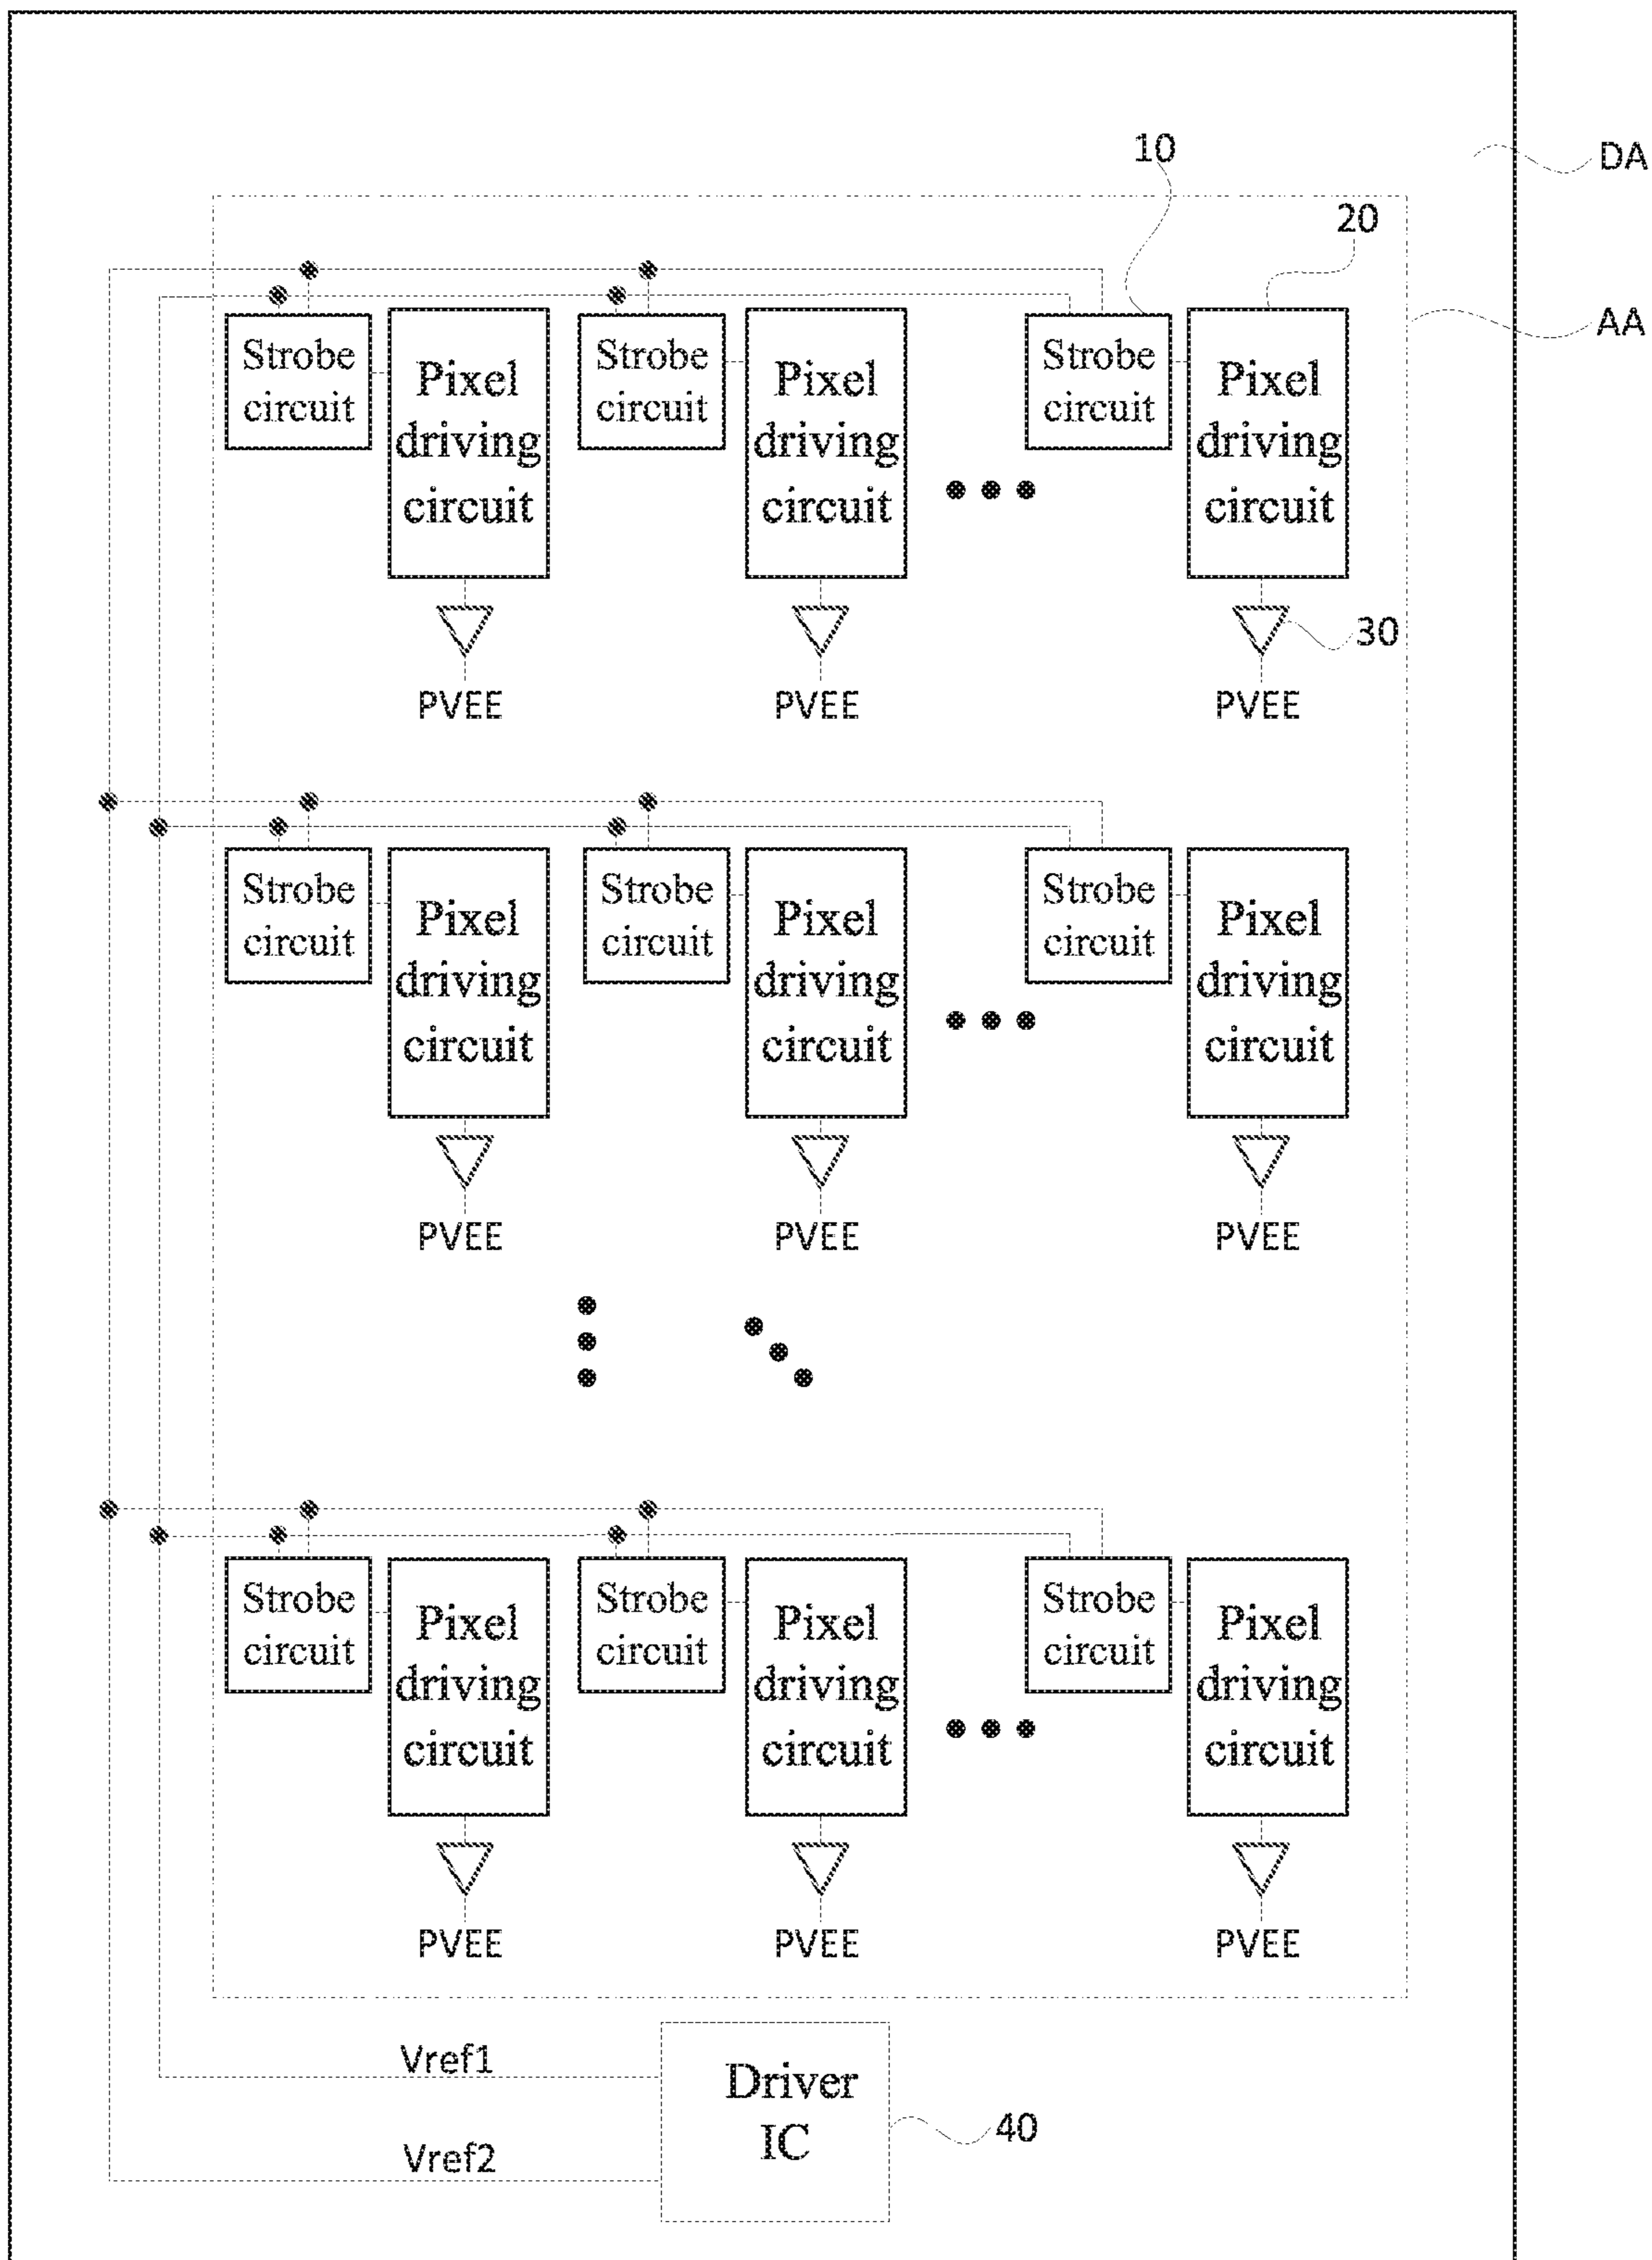 10
DA
20
AA
Strobe
circuit
Pixel
driving
circuit
Strobe
circuit
Pixel
driving
circuit
Strobe
circuit
Pixel
driving
circuit
30
PVEE
PVEE
PVEE
Strobe
circuit
Pixel
driving
circuit
Strobe
circuit
Pixel
driving
circuit
Strobe
circuit
Pixel
driving
circuit
PVEE
PVEE
PVEE
Strobe
circuit
Pixel
driving
circuit
Strobe
circuit
Pixel
driving
circuit
Strobe
circuit
Pixel
driving
circuit
PVEE
PVEE
PVEE
Vref1
Driver
IC
40
Vref2